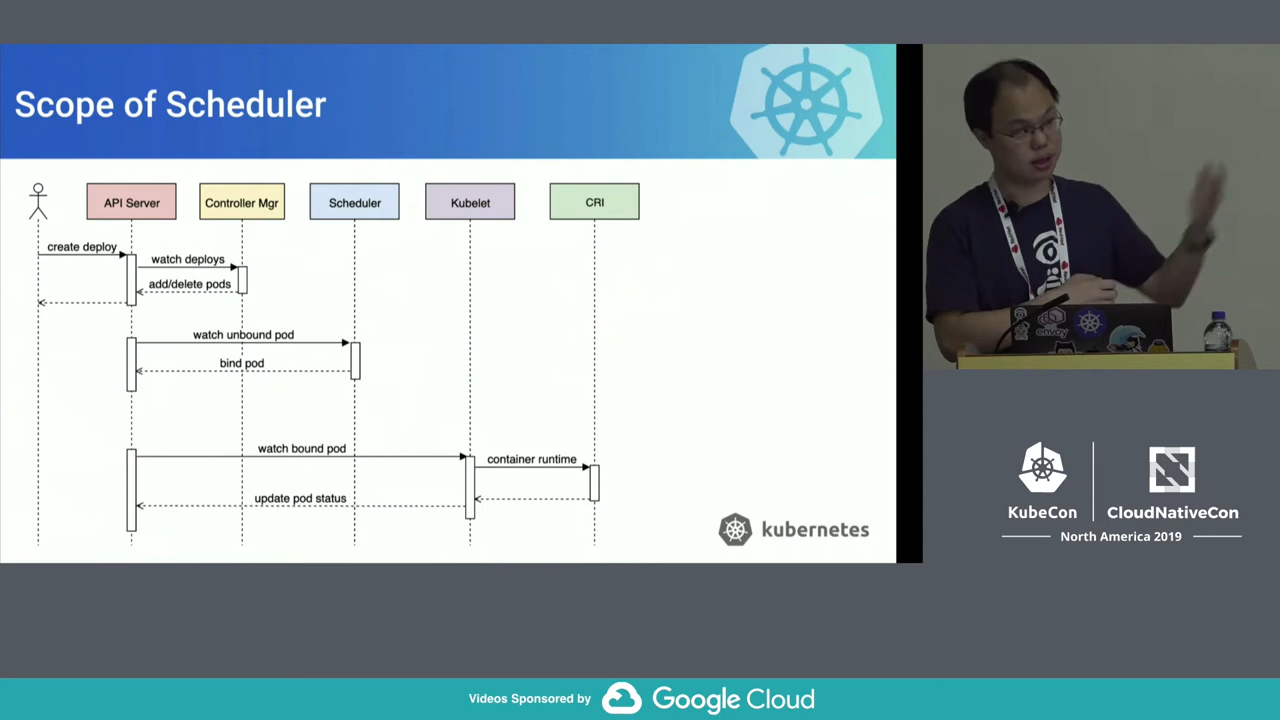 Scope of Scheduler
API Server
Controller Mgr
Scheduler
Kubelet
CRI
create deploy
watch deploys
add/delete pods
watch unbound pod
bind pod
watch bound pod
container runtime
update pod status
kubernetes
envoy
KubeCon
CloudNativeCon
North America 2019
Videos Sponsored by
Google Cloud